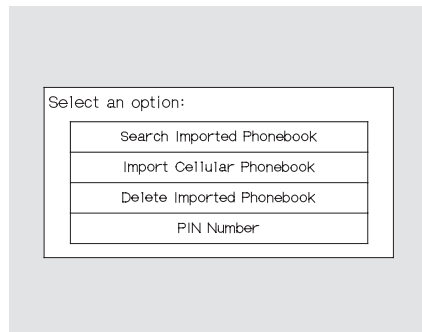 Select an option:
Search Imported Phonebook
Import Cellular Phonebook
Delete Imported Phonebook
PIN Number